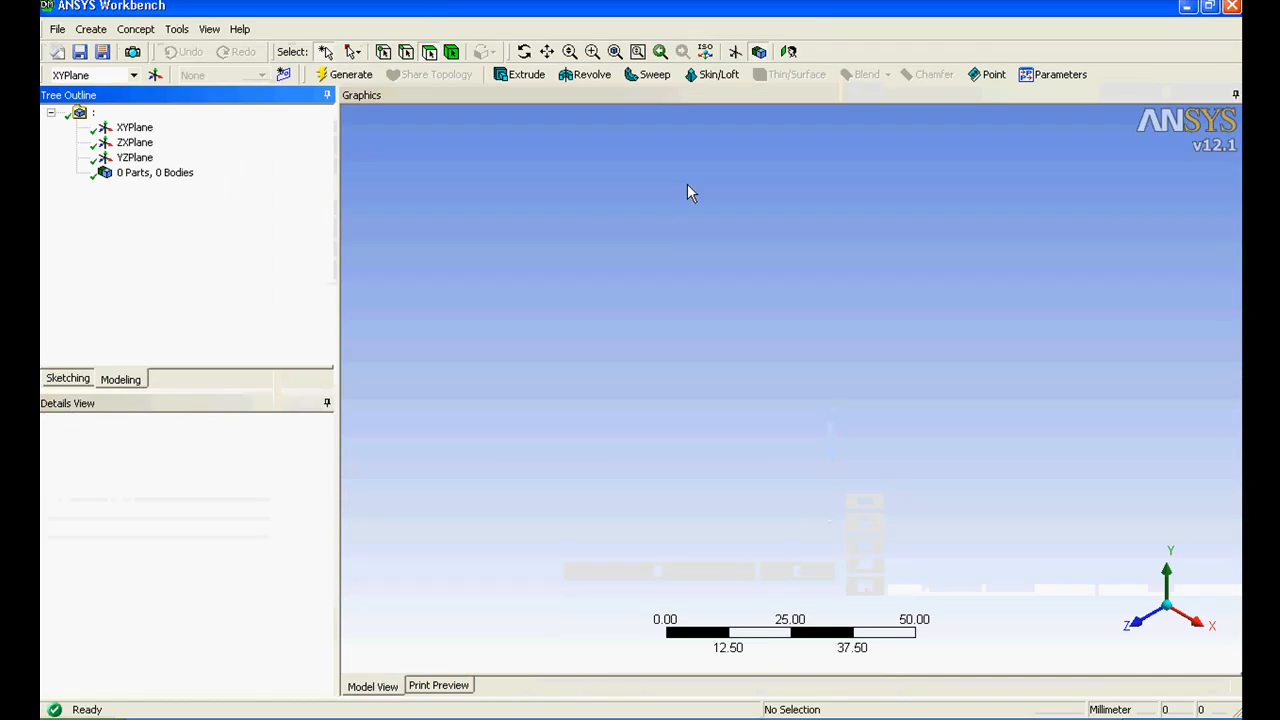 DM ANSYS Workbench
File Create Concept Tools View Help
Undo Redo Select: ISO
XYPlane None Generate Share Topology Extrude Revolve Sweep Skin/Loft Thin/Surface Blend Chamfer Point Parameters
Tree Outline
Graphics
:
XYPlane
ZXPlane
YZPlane
0 Parts, 0 Bodies
Sketching Modeling
Details View
ANSYS
v12.1
Y
Z
X
0.00 25.00 50.00
12.50 37.50
Model View Print Preview
Ready No Selection Millimeter 0 0